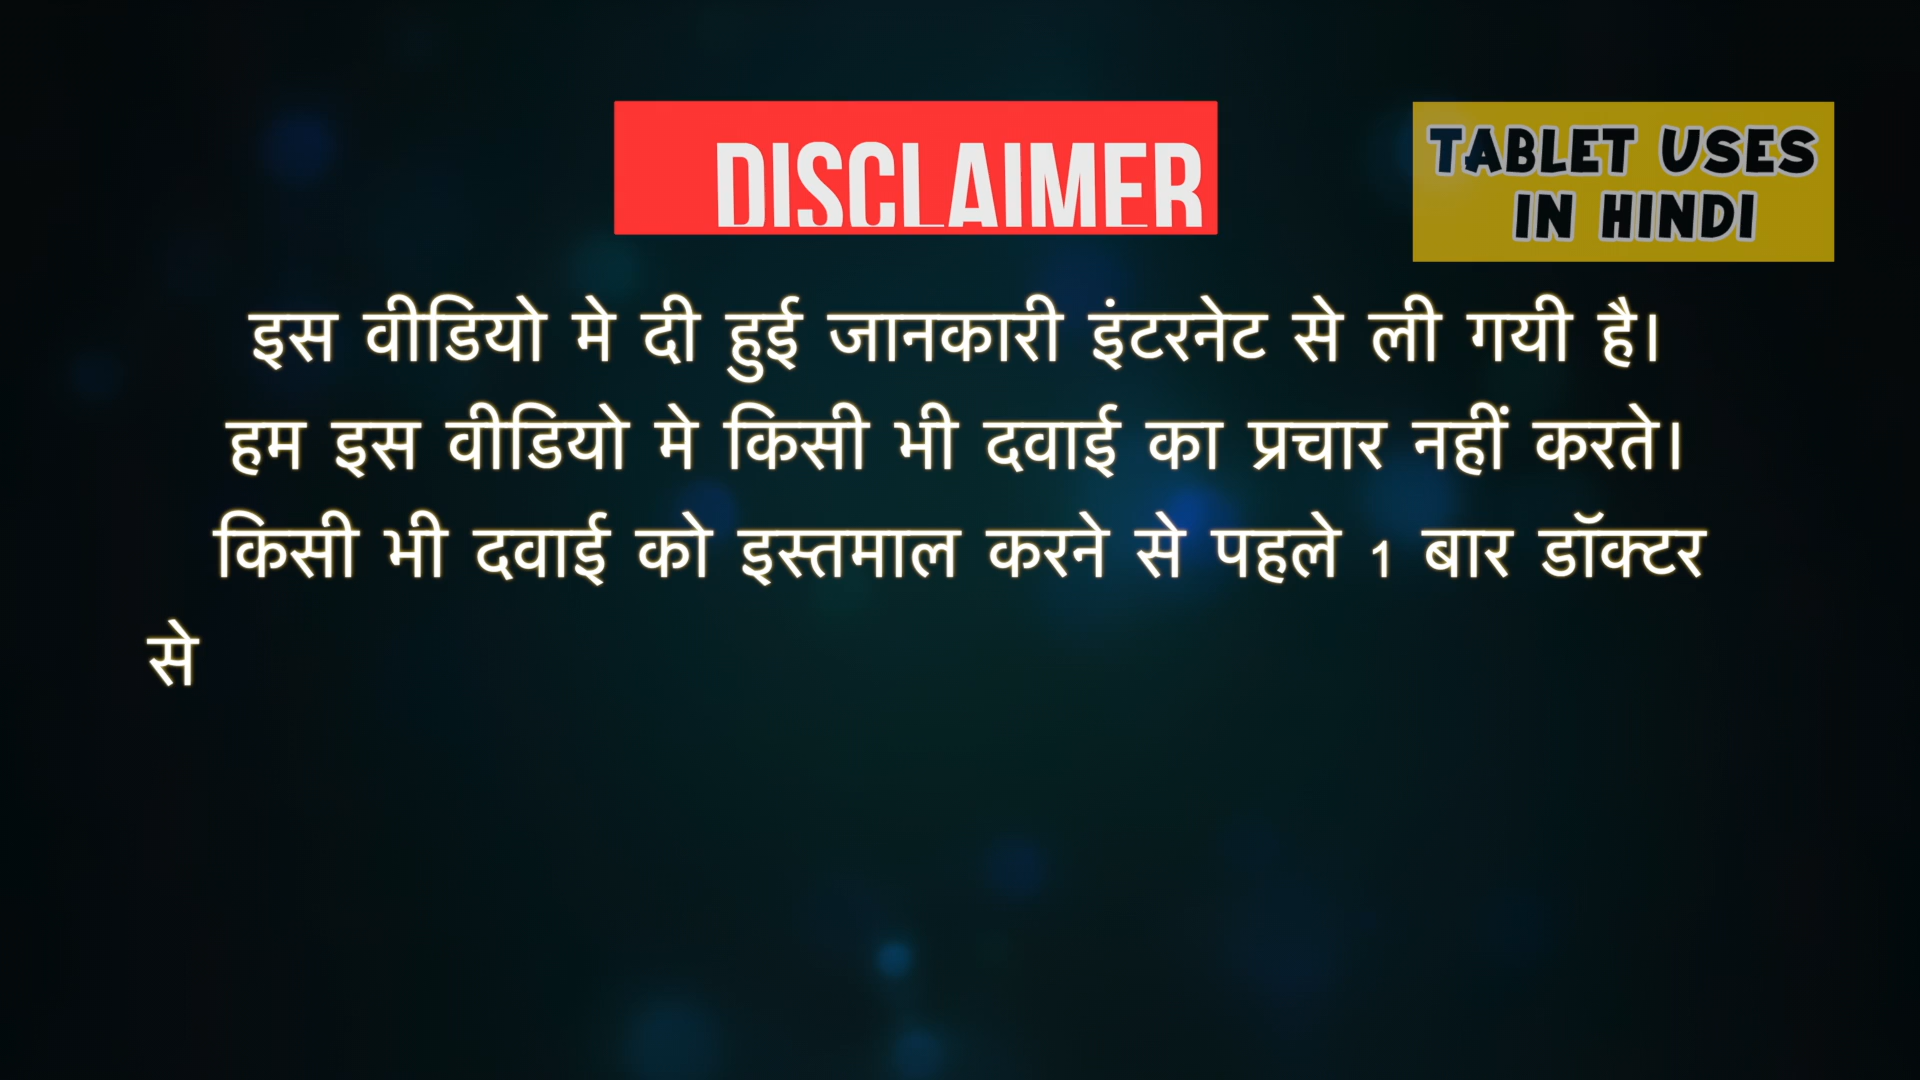 DISCLAIMER
TABLET USES
IN HINDI
इस वीडियो मे दी हुई जानकारी इंटरनेट से ली गयी है।
हम इस वीडियो मे किसी भी दवाई का प्रचार नहीं करते।
किसी भी दवाई को इस्तमाल करने से पहले 1 बार डॉक्टर
से